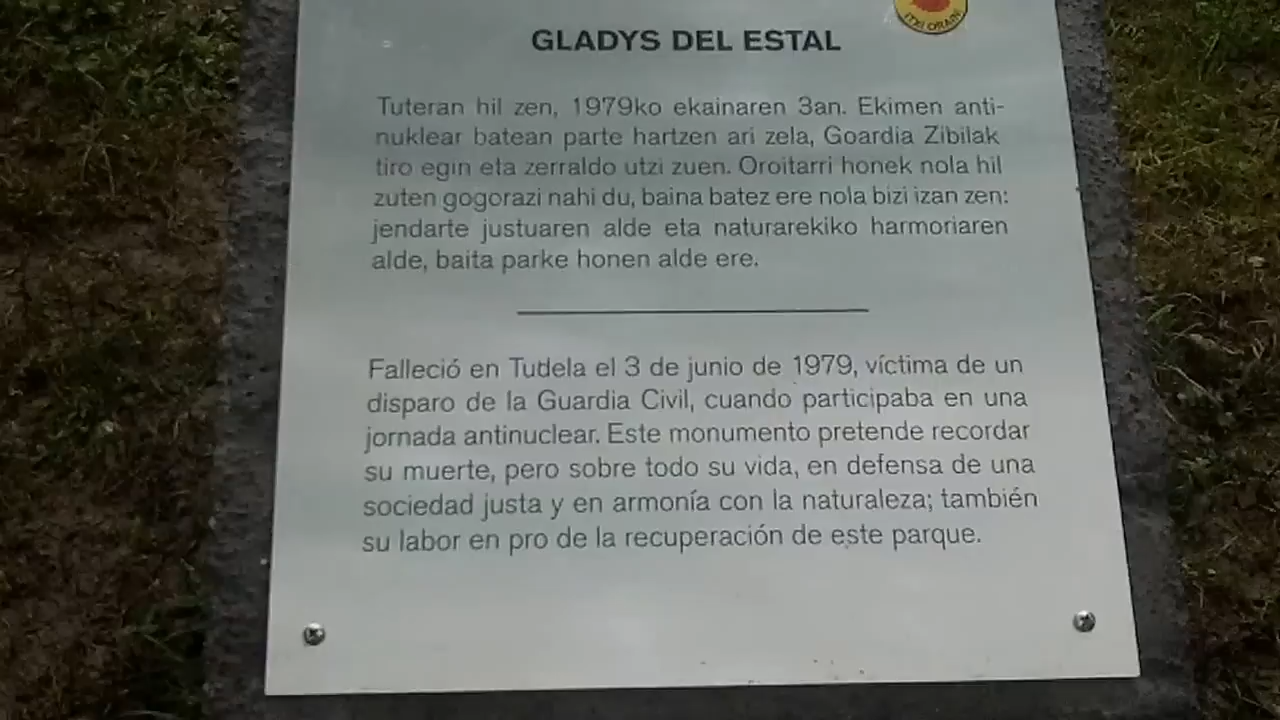 ITXI ORAIN
GLADYS DEL ESTAL
Tuteran hil zen, 1979ko ekainaren 3an. Ekimen anti-
nuklear batean parte hartzen ari zela, Goardia Zibilak
tiro egin eta zerraldo utzi zuen. Oroitarri honek nola hil
zuten gogorazi nahi du, baina batez ere nola bizi izan zen:
jendarte justuaren alde eta naturarekiko harmoriaren
alde, baita parke honen alde ere.
Falleció en Tudela el 3 de junio de 1979, víctima de un
disparo de la Guardia Civil, cuando participaba en una
jornada antinuclear. Este monumento pretende recordar
su muerte, pero sobre todo su vida, en defensa de una
sociedad justa y en armonía con la naturaleza; también
su labor en pro de la recuperación de este parque.